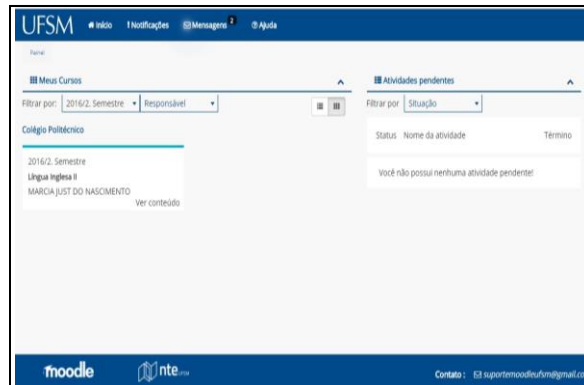 UFSM Início Notificações Mensagens 2 Ajuda
Painel
Meus Cursos
Filtrar por: 2016/2. Semestre Responsável
Colégio Politécnico
2016/2. Semestre
Língua Inglesa II
MARCIA JUST DO NASCIMENTO
Ver conteúdo
Atividades pendentes
Filtrar por Situação
Status Nome da atividade Término
Você não possui nenhuma atividade pendente!
moodle nte UFSM
Contato : suportemoodleufsm@gmail.co